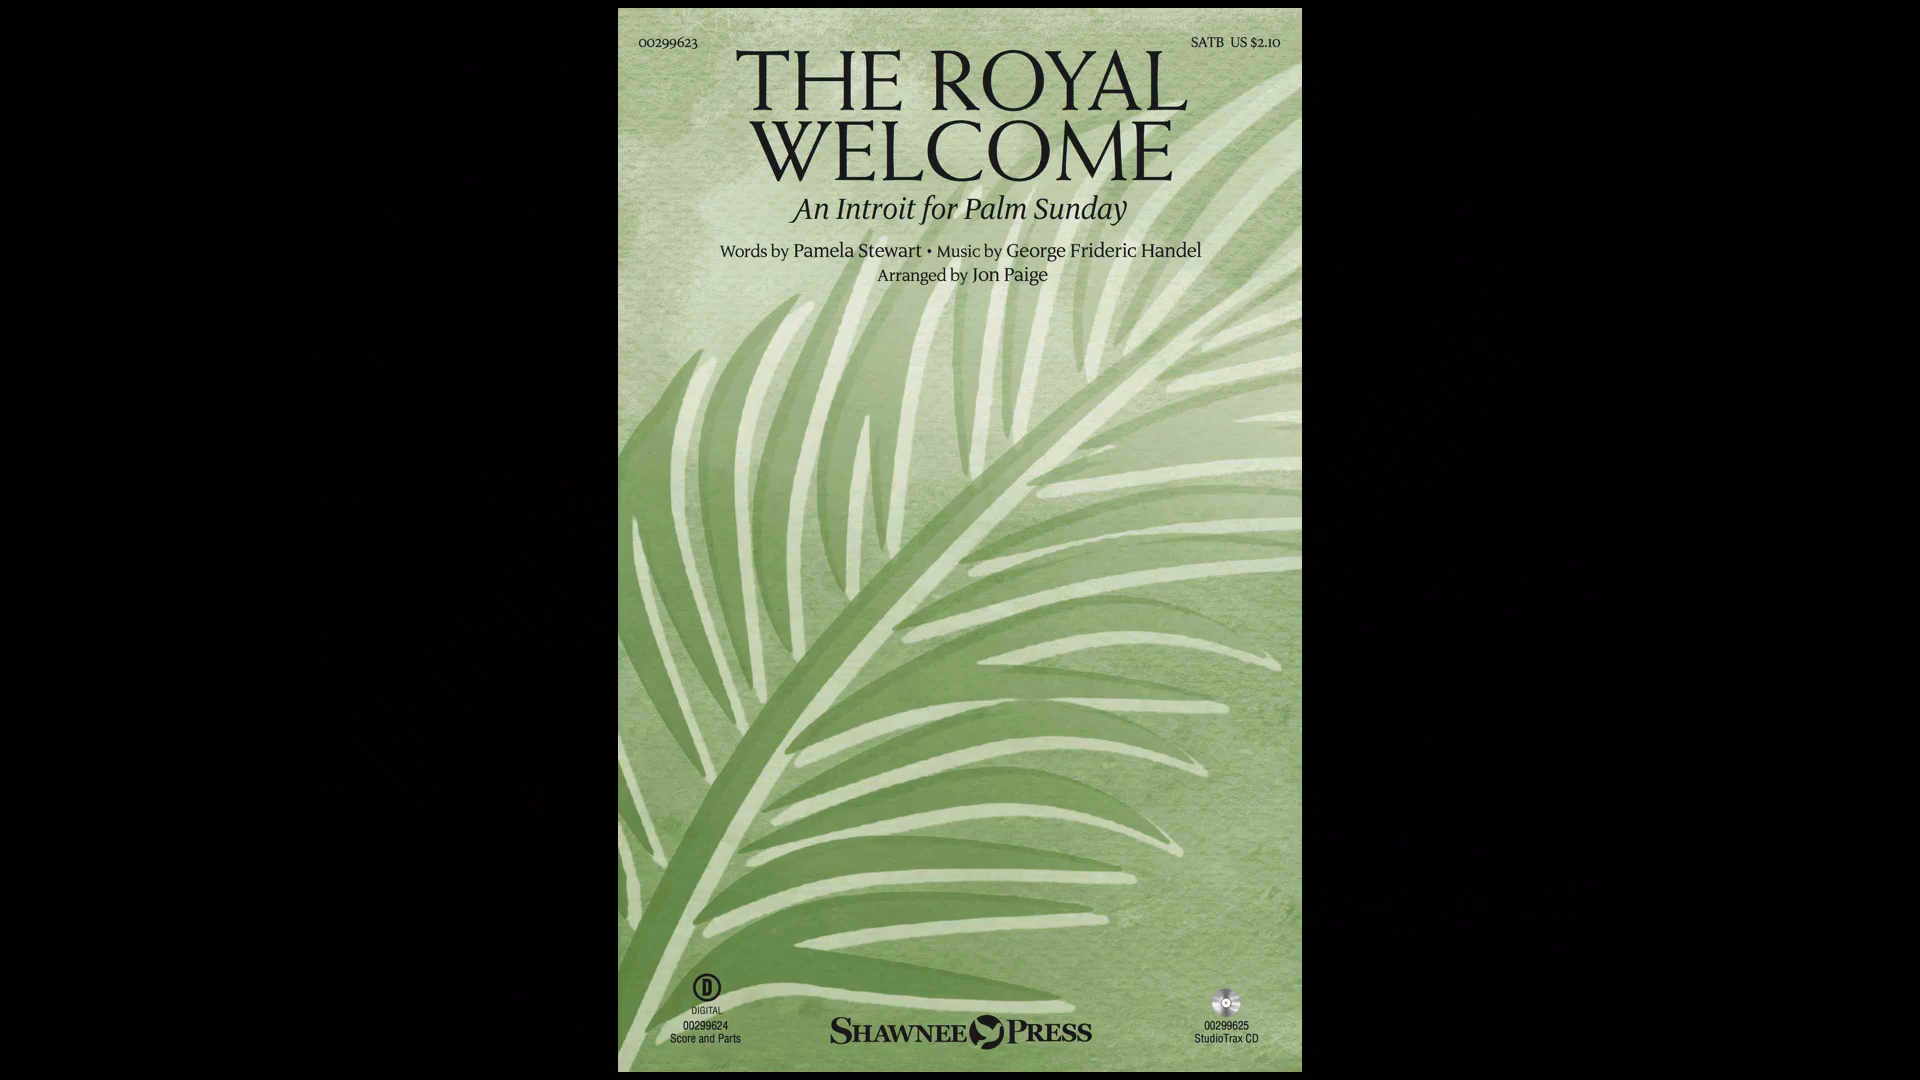 00299623
SATB US $2.10
THE ROYAL
WELCOME
An Introit for Palm Sunday
Words by Pamela Stewart • Music by George Frideric Handel
Arranged by Jon Paige
D
DIGITAL
00299624
Score and Parts
SHAWNEE PRESS
00299625
StudioTrax CD